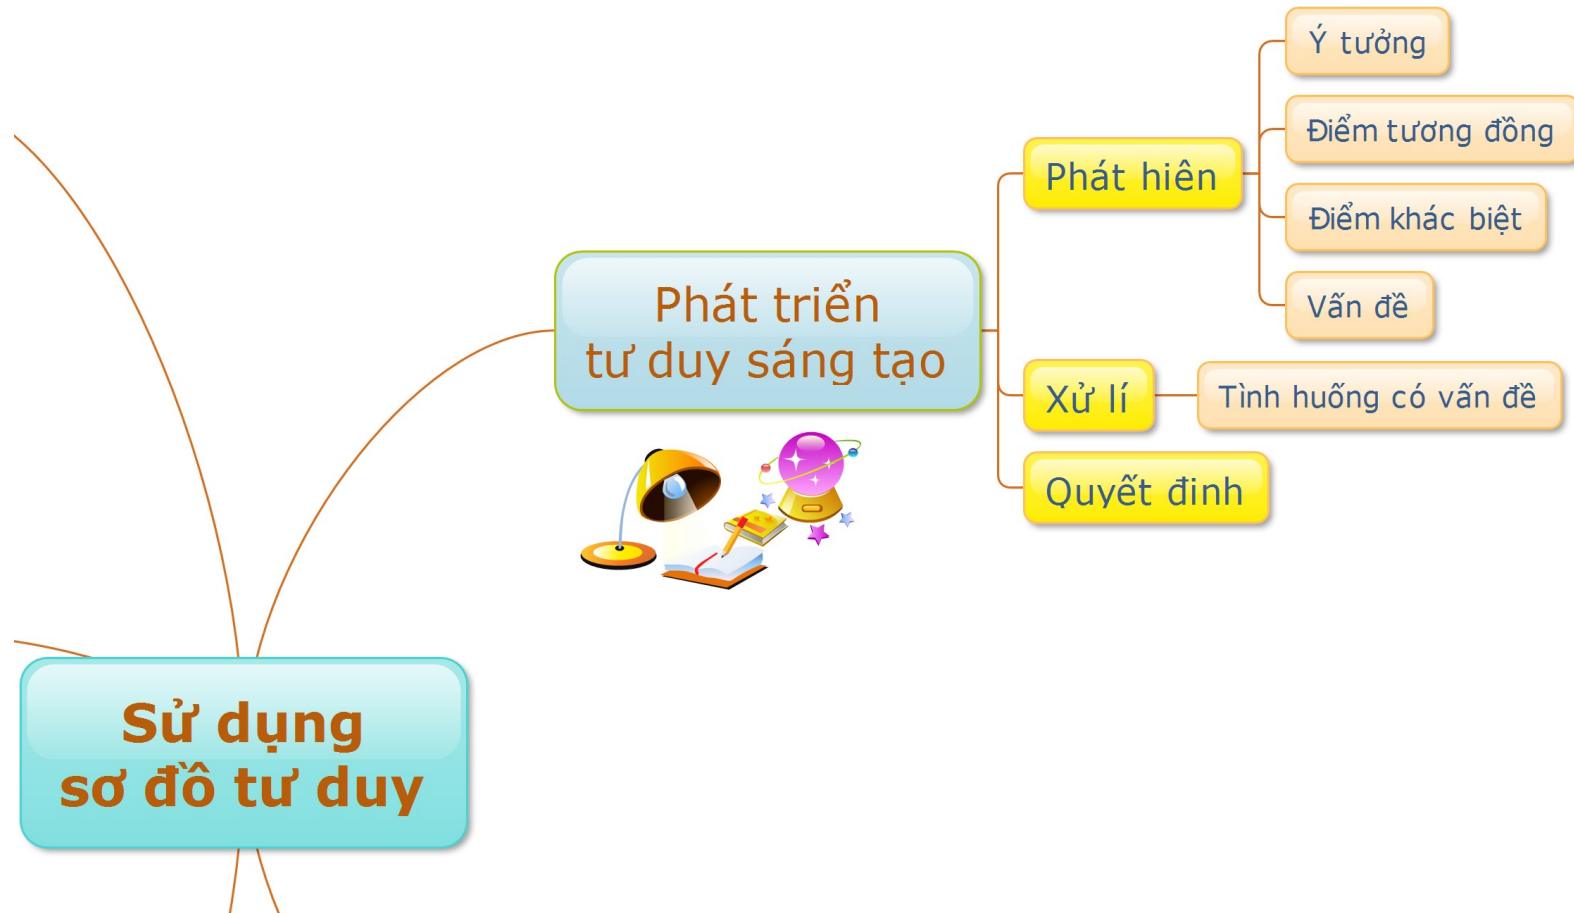 Ý tưởng
Điểm tương đồng
Phát hiên
Điểm khác biệt
Vấn đề
Phát triển
tư duy sáng tạo
Xử lí
Tình huống có vấn đề
Quyết đinh
Sử dụng
sơ đồ tư duy